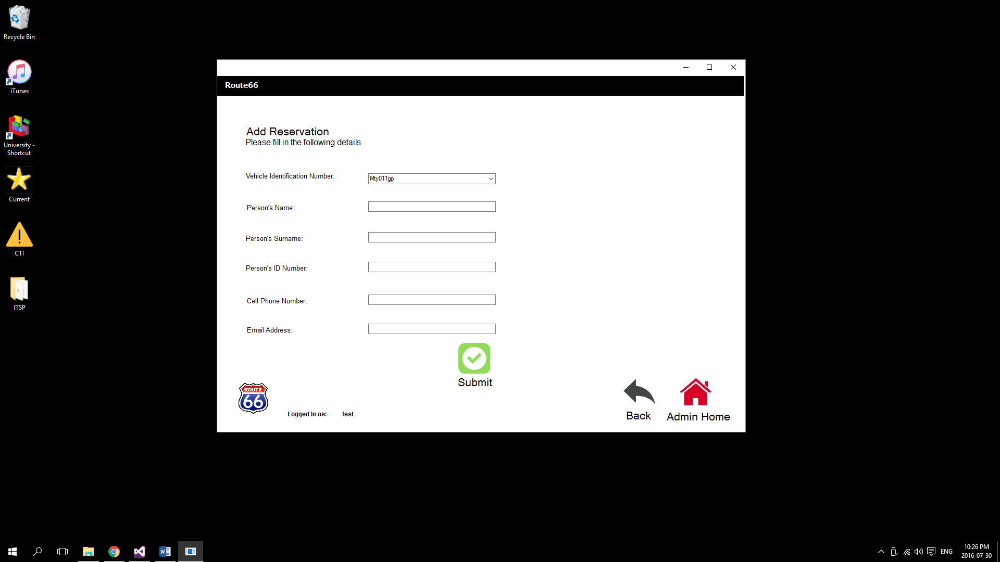 Recycle Bin
iTunes
University -
Shortcut
Current
CTI
ITSP
Route66
Add Reservation
Please fill in the following details
Vehicle Identification Number:
Mty011gp
Person's Name:
Person's Surname:
Person's ID Number:
Cell Phone Number:
Email Address:
Submit
ROUTE
66
Logged In as: test
Back
Admin Home
ENG
10:26 PM
2016-07-30